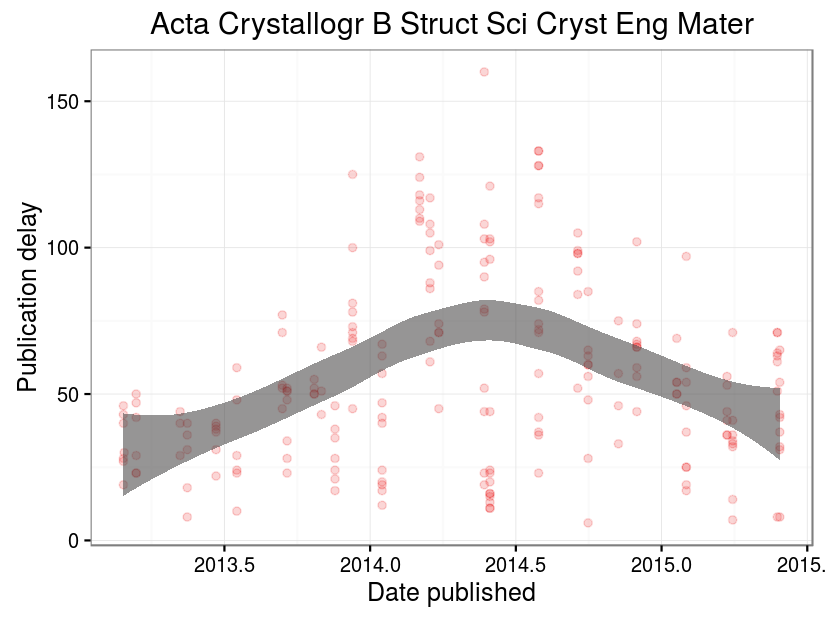 Acta Crystallogr B Struct Sci Cryst Eng Mater
Publication delay
150
100
50
0
2013.5 2014.0 2014.5 2015.0 2015.
Date published